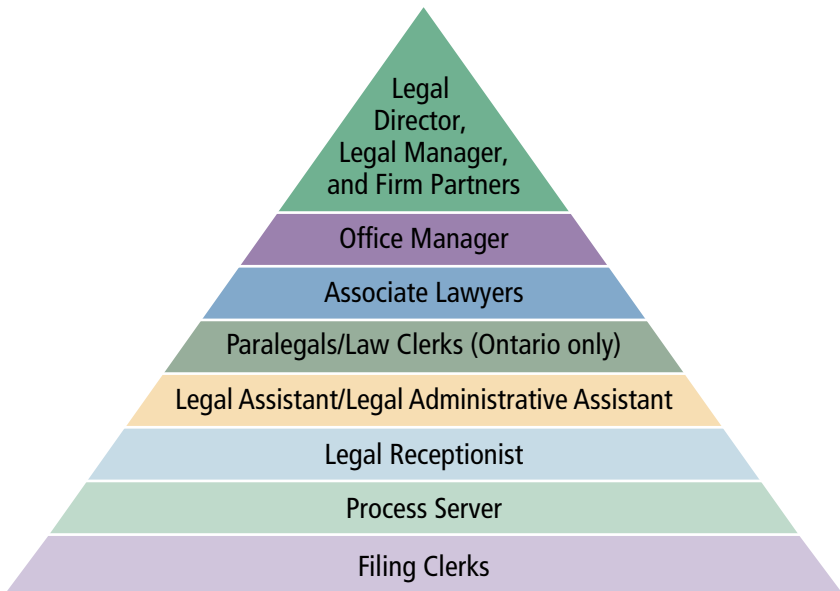 Legal
Director,
Legal Manager,
and Firm Partners
Office Manager
Associate Lawyers
Paralegals/Law Clerks (Ontario only)
Legal Assistant/Legal Administrative Assistant
Legal Receptionist
Process Server
Filing Clerks